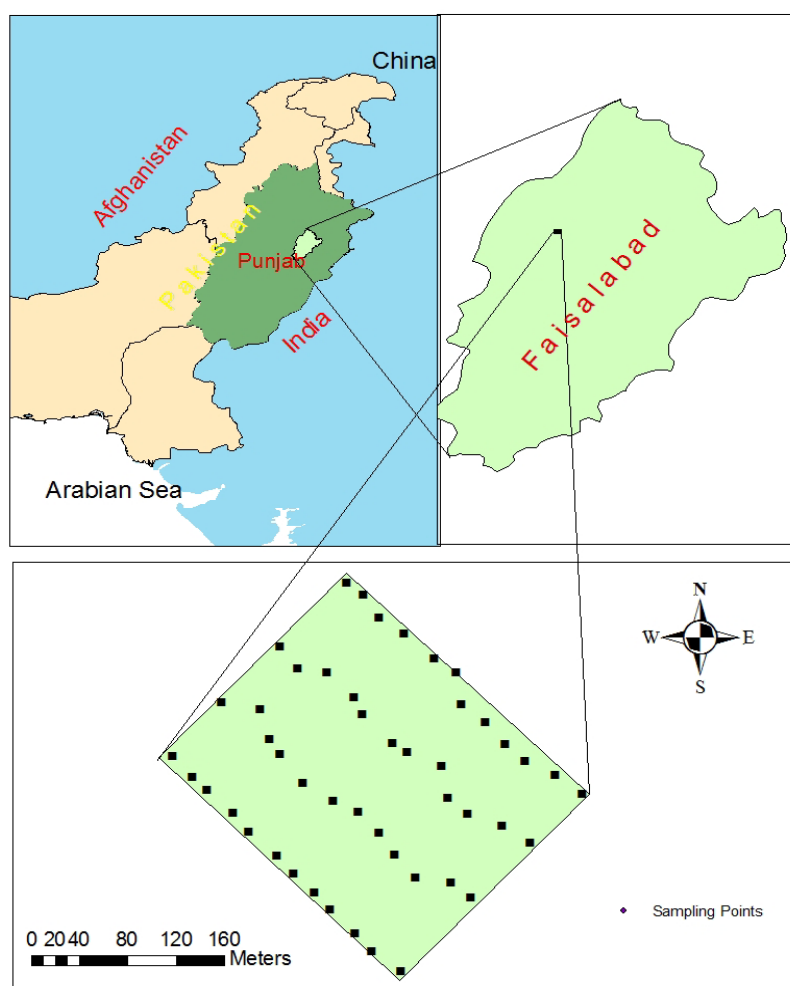 China
Afghanistan
Pakistan
Punjab
India
Arabian Sea
Faisalabad
N
W E
S
Sampling Points
0 20 40 80 120 160
Meters